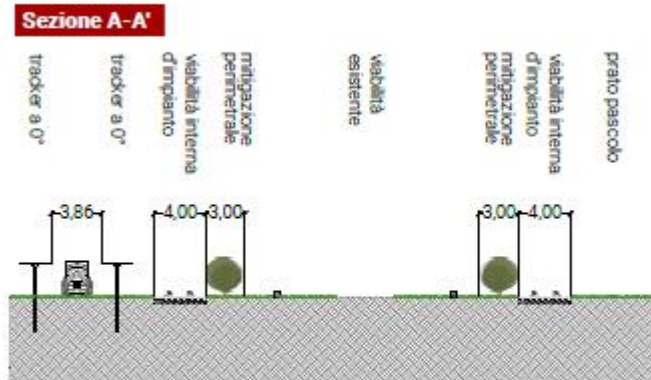 Sezione A-A'
tracker a 0°
tracker a 0°
viabilità interna
d'impianto
mitigazione
perimetrale
viabilità
esistente
mitigazione
perimetrale
viabilità interna
d'impianto
prato pascolo
3,86
4,00
3,00
3,00
4,00